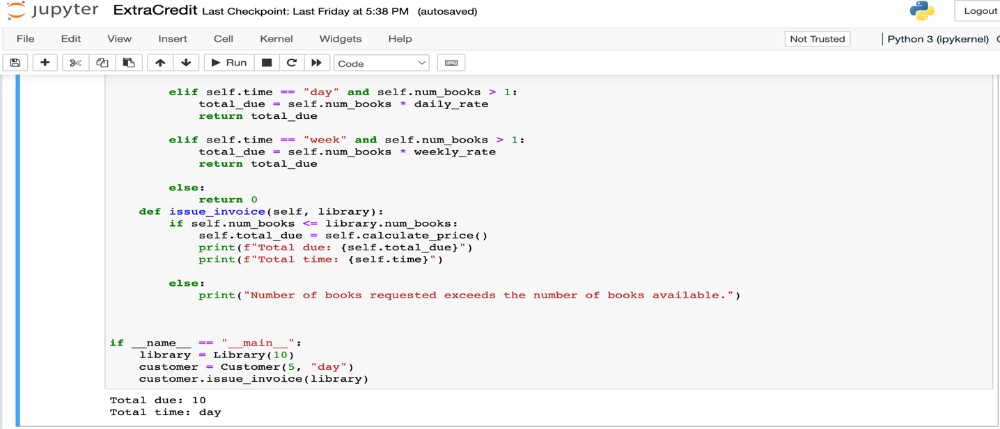 jupyter ExtraCredit Last Checkpoint: Last Friday at 5:38 PM (autosaved) Logout
File Edit View Insert Cell Kernel Widgets Help Not Trusted Python 3 (ipykernel)
Run Code
elif self.time == "day" and self.num_books > 1:
total_due = self.num_books * daily_rate
return total_due
elif self.time == "week" and self.num_books > 1:
total_due = self.num_books * weekly_rate
return total_due
else:
return 0
def issue_invoice(self, library):
if self.num_books <= library.num_books:
self.total_due = self.calculate_price()
print(f"Total due: {self.total_due}")
print(f"Total time: {self.time}")
else:
print("Number of books requested exceeds the number of books available.")
if __name__ == "__main__":
library = Library(10)
customer = Customer(5, "day")
customer.issue_invoice(library)
Total due: 10
Total time: day